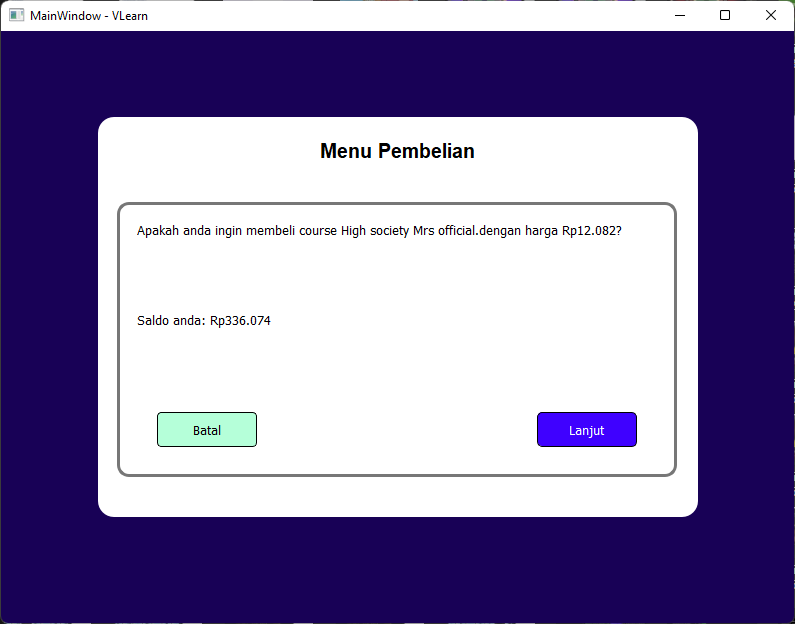 MainWindow - VLearn
Menu Pembelian
Apakah anda ingin membeli course High society Mrs official.dengan harga Rp12.082?
Saldo anda: Rp336.074
Batal
Lanjut